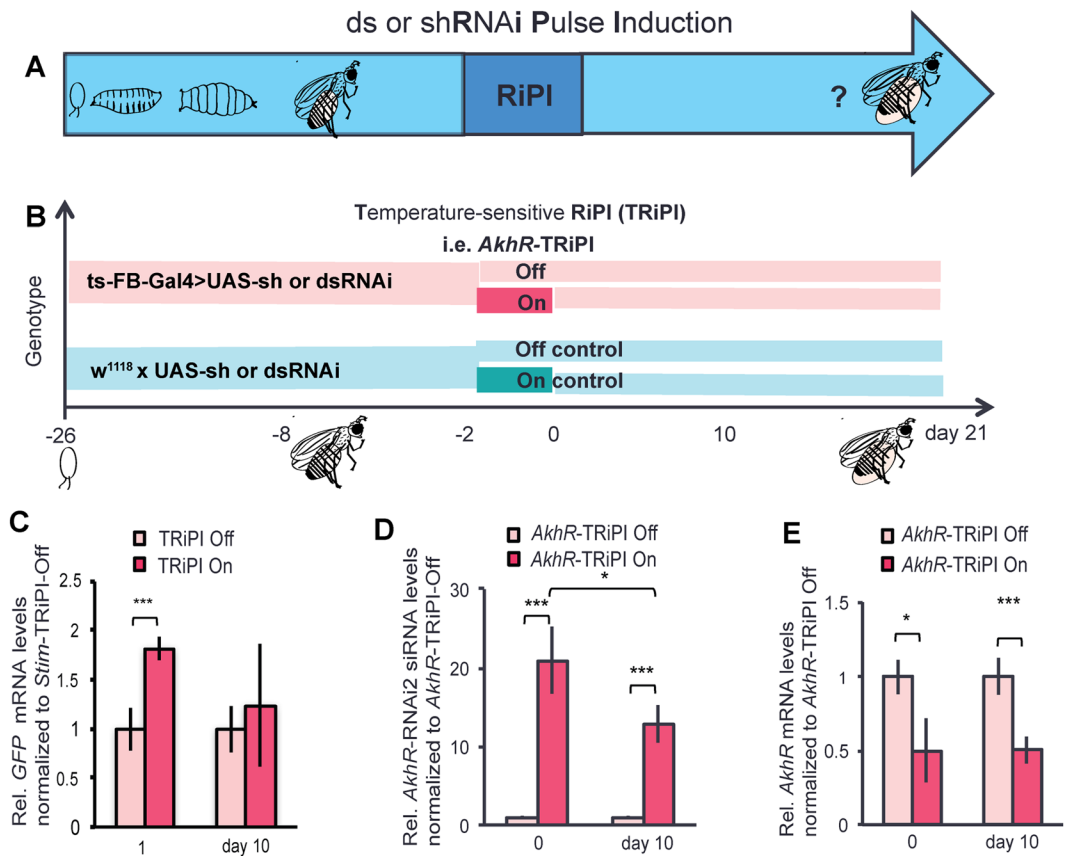 ds or shRNAi Pulse Induction
A
RiPI
?
B
Temperature-sensitive RiPI (TRiPI)
i.e. AkhR-TRiPI
Genotype
ts-FB-Gal4>UAS-sh or dsRNAi
Off
On
w1118 x UAS-sh or dsRNAi
Off control
On control
-26
-8
-2
0
10
day 21
C
TRiPI Off
TRiPI On
Rel. GFP mRNA levels
normalized to Stim-TRiPI-Off
2.5
2
1.5
1
0.5
0
***
1
day 10
D
AkhR-TRiPI Off
AkhR-TRiPI On
Rel. AkhR-RNAi2 siRNA levels
normalized to AkhR-TRiPI-Off
30
20
10
0
***
*
***
0
day 10
E
AkhR-TRiPI Off
AkhR-TRiPI On
Rel. AkhR mRNA levels
normalized to AkhR-TRiPI Off
1.5
1
0.5
0
*
***
0
day 10